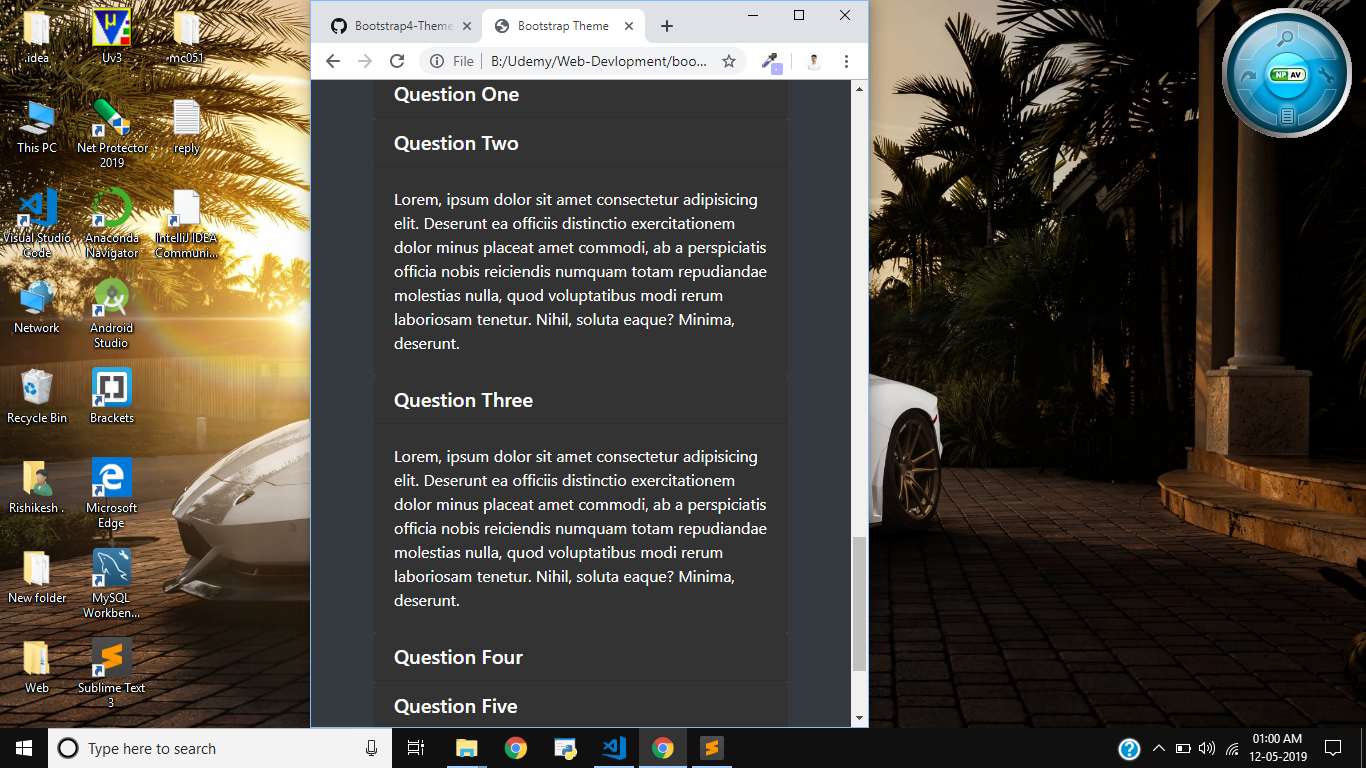 .idea
Uv3
mc051
This PC
Net Protector
2019
reply
Visual Studio
Code
Anaconda
Navigator
IntelliJ IDEA
Communi...
Network
Android
Studio
Recycle Bin
Brackets
Rishikesh .
Microsoft
Edge
New folder
MySQL
Workben...
Web
Sublime Text
3
Bootstrap4-Theme
Bootstrap Theme
File
B:/Udemy/Web-Devlopment/boo...
Question One
Question Two
Lorem, ipsum dolor sit amet consectetur adipisicing
elit. Deserunt ea officiis distinctio exercitationem
dolor minus placeat amet commodi, ab a perspiciatis
officia nobis reiciendis numquam totam repudiandae
molestias nulla, quod voluptatibus modi rerum
laboriosam tenetur. Nihil, soluta eaque? Minima,
deserunt.
Question Three
Lorem, ipsum dolor sit amet consectetur adipisicing
elit. Deserunt ea officiis distinctio exercitationem
dolor minus placeat amet commodi, ab a perspiciatis
officia nobis reiciendis numquam totam repudiandae
molestias nulla, quod voluptatibus modi rerum
laboriosam tenetur. Nihil, soluta eaque? Minima,
deserunt.
Question Four
Question Five
NP AV
Type here to search
01:00 AM
12-05-2019